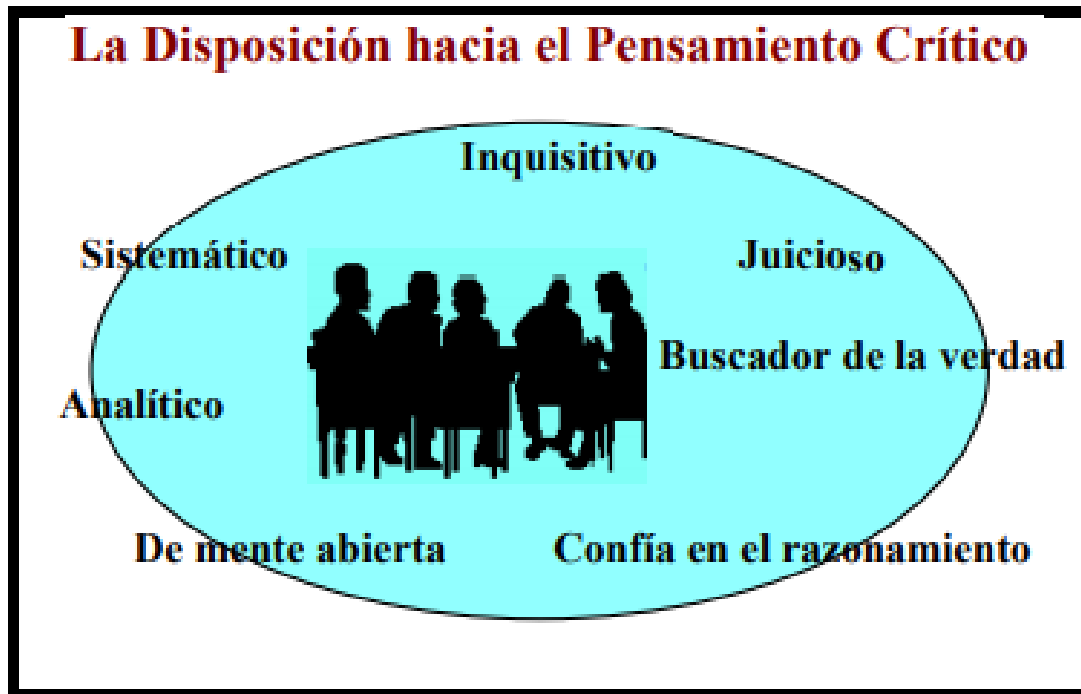 La Disposición hacia el Pensamiento Crítico
Inquisitivo
Sistemático
Juicioso
Buscador de la verdad
Analítico
De mente abierta
Confía en el razonamiento